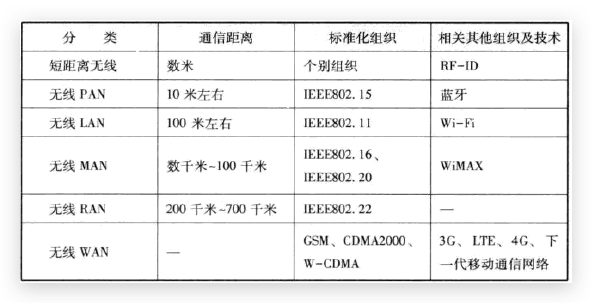 分 类 通信距离 标准化组织 相关其他组织及技术
短距离无线 数米 个别组织 RF-ID
无线 PAN 10 米左右 IEEE802.15 蓝牙
无线 LAN 100 米左右 IEEE802.11 Wi-Fi
无线 MAN 数千米~100 千米 IEEE802.16、
IEEE802.20 WiMAX
无线 RAN 200 千米~700 千米 IEEE802.22 —
无线 WAN — GSM、CDMA2000、
W-CDMA 3G、LTE、4G、下
一代移动通信网络